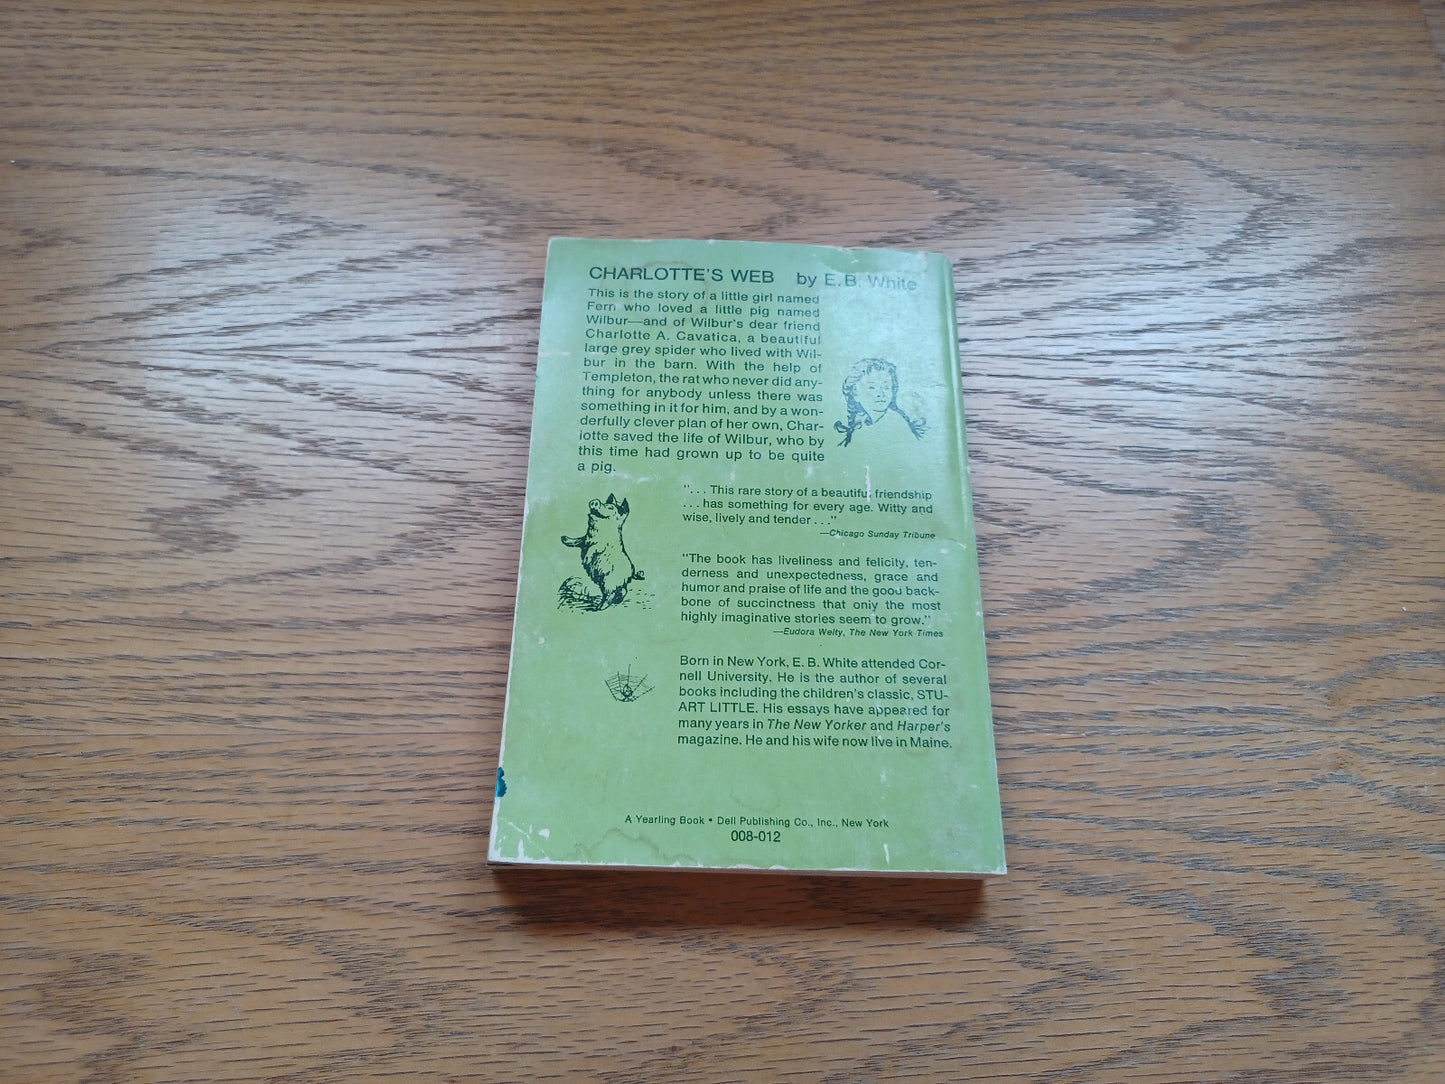 CHARLOTTE'S WEB by E. B. White
This is the story of a little girl named
Fern who loved a little pig named
Wilbur—and of Wilbur's dear friend
Charlotte A. Cavatica, a beautiful
large grey spider who lived with Wil-
bur in the barn. With the help of
Templeton, the rat who never did any-
thing for anybody unless there was
something in it for him, and by a won-
derfully clever plan of her own, Char-
lotte saved the life of Wilbur, who by
this time had grown up to be quite
a pig.
". . . This rare story of a beautiful friendship
. . . has something for every age. Witty and
wise, lively and tender . . ."
—Chicago Sunday Tribune
"The book has liveliness and felicity, ten-
derness and unexpectedness, grace and
humor and praise of life and the good back-
bone of succinctness that only the most
highly imaginative stories seem to grow."
—Eudora Welty, The New York Times
Born in New York, E. B. White attended Cor-
nell University. He is the author of several
books including the children's classic, STU-
ART LITTLE. His essays have appeared for
many years in The New Yorker and Harper's
magazine. He and his wife now live in Maine.
A Yearling Book • Dell Publishing Co., Inc., New York
008-012